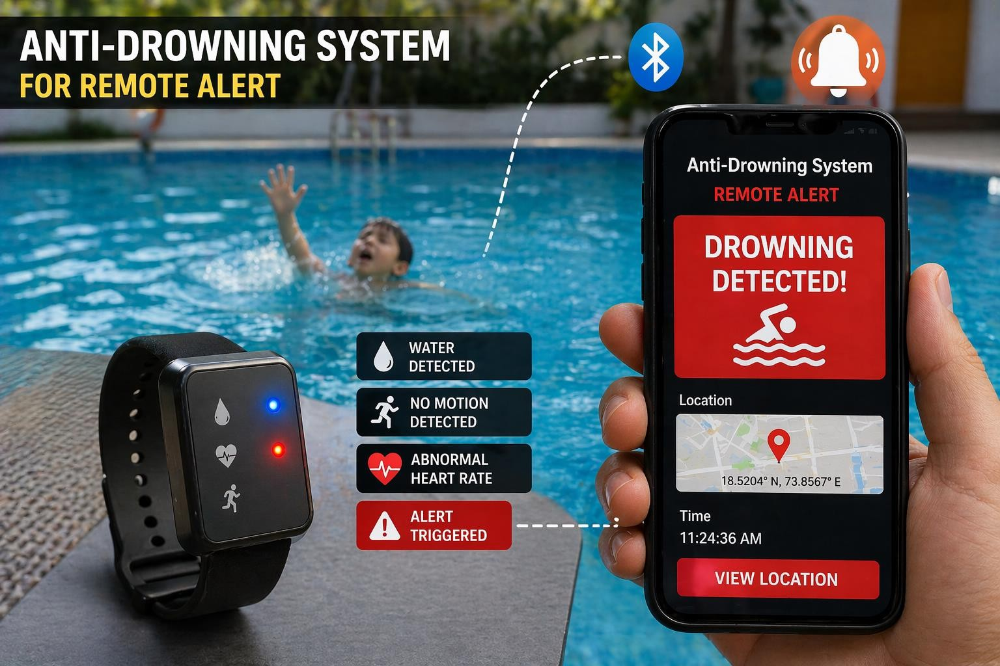 ANTI-DROWNING SYSTEM
FOR REMOTE ALERT
Anti-Drowning System
REMOTE ALERT
DROWNING
DETECTED!
Location
18.5204° N, 73.8567° E
Time
11:24:36 AM
VIEW LOCATION
WATER
DETECTED
NO MOTION
DETECTED
ABNORMAL
HEART RATE
ALERT
TRIGGERED